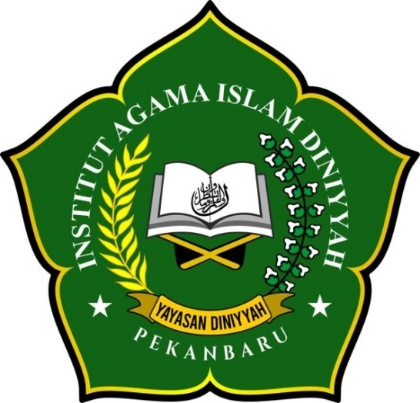 INSTITUT AGAMA ISLAM DINIYYAH
YAYASAN DINIYYAH
PEKANBARU